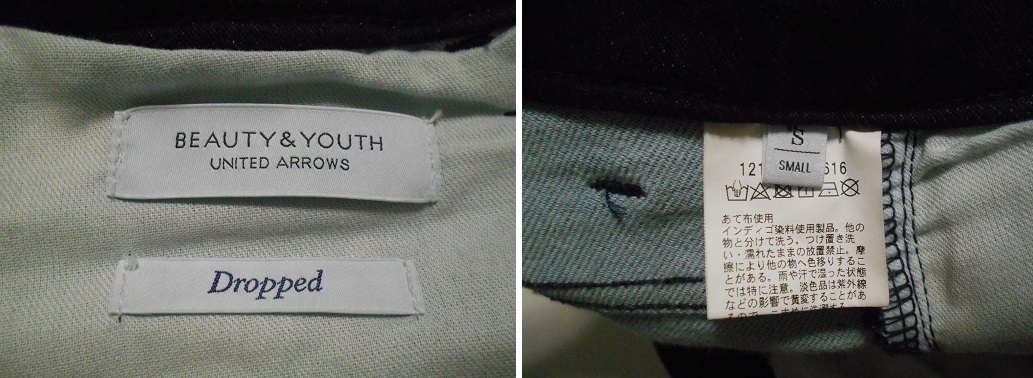 BEAUTY&YOUTH
UNITED ARROWS
Dropped
S
SMALL
121 616
あて布使用
インディゴ染料使用製品。他の
物と分けて洗う。つけ置き洗
い・濡れたままの放置禁止。摩
擦により他の物へ色移りするこ
とがある。雨や汗で湿った状態
では特に注意。淡色品は紫外線
などの影響で黄変することがあ